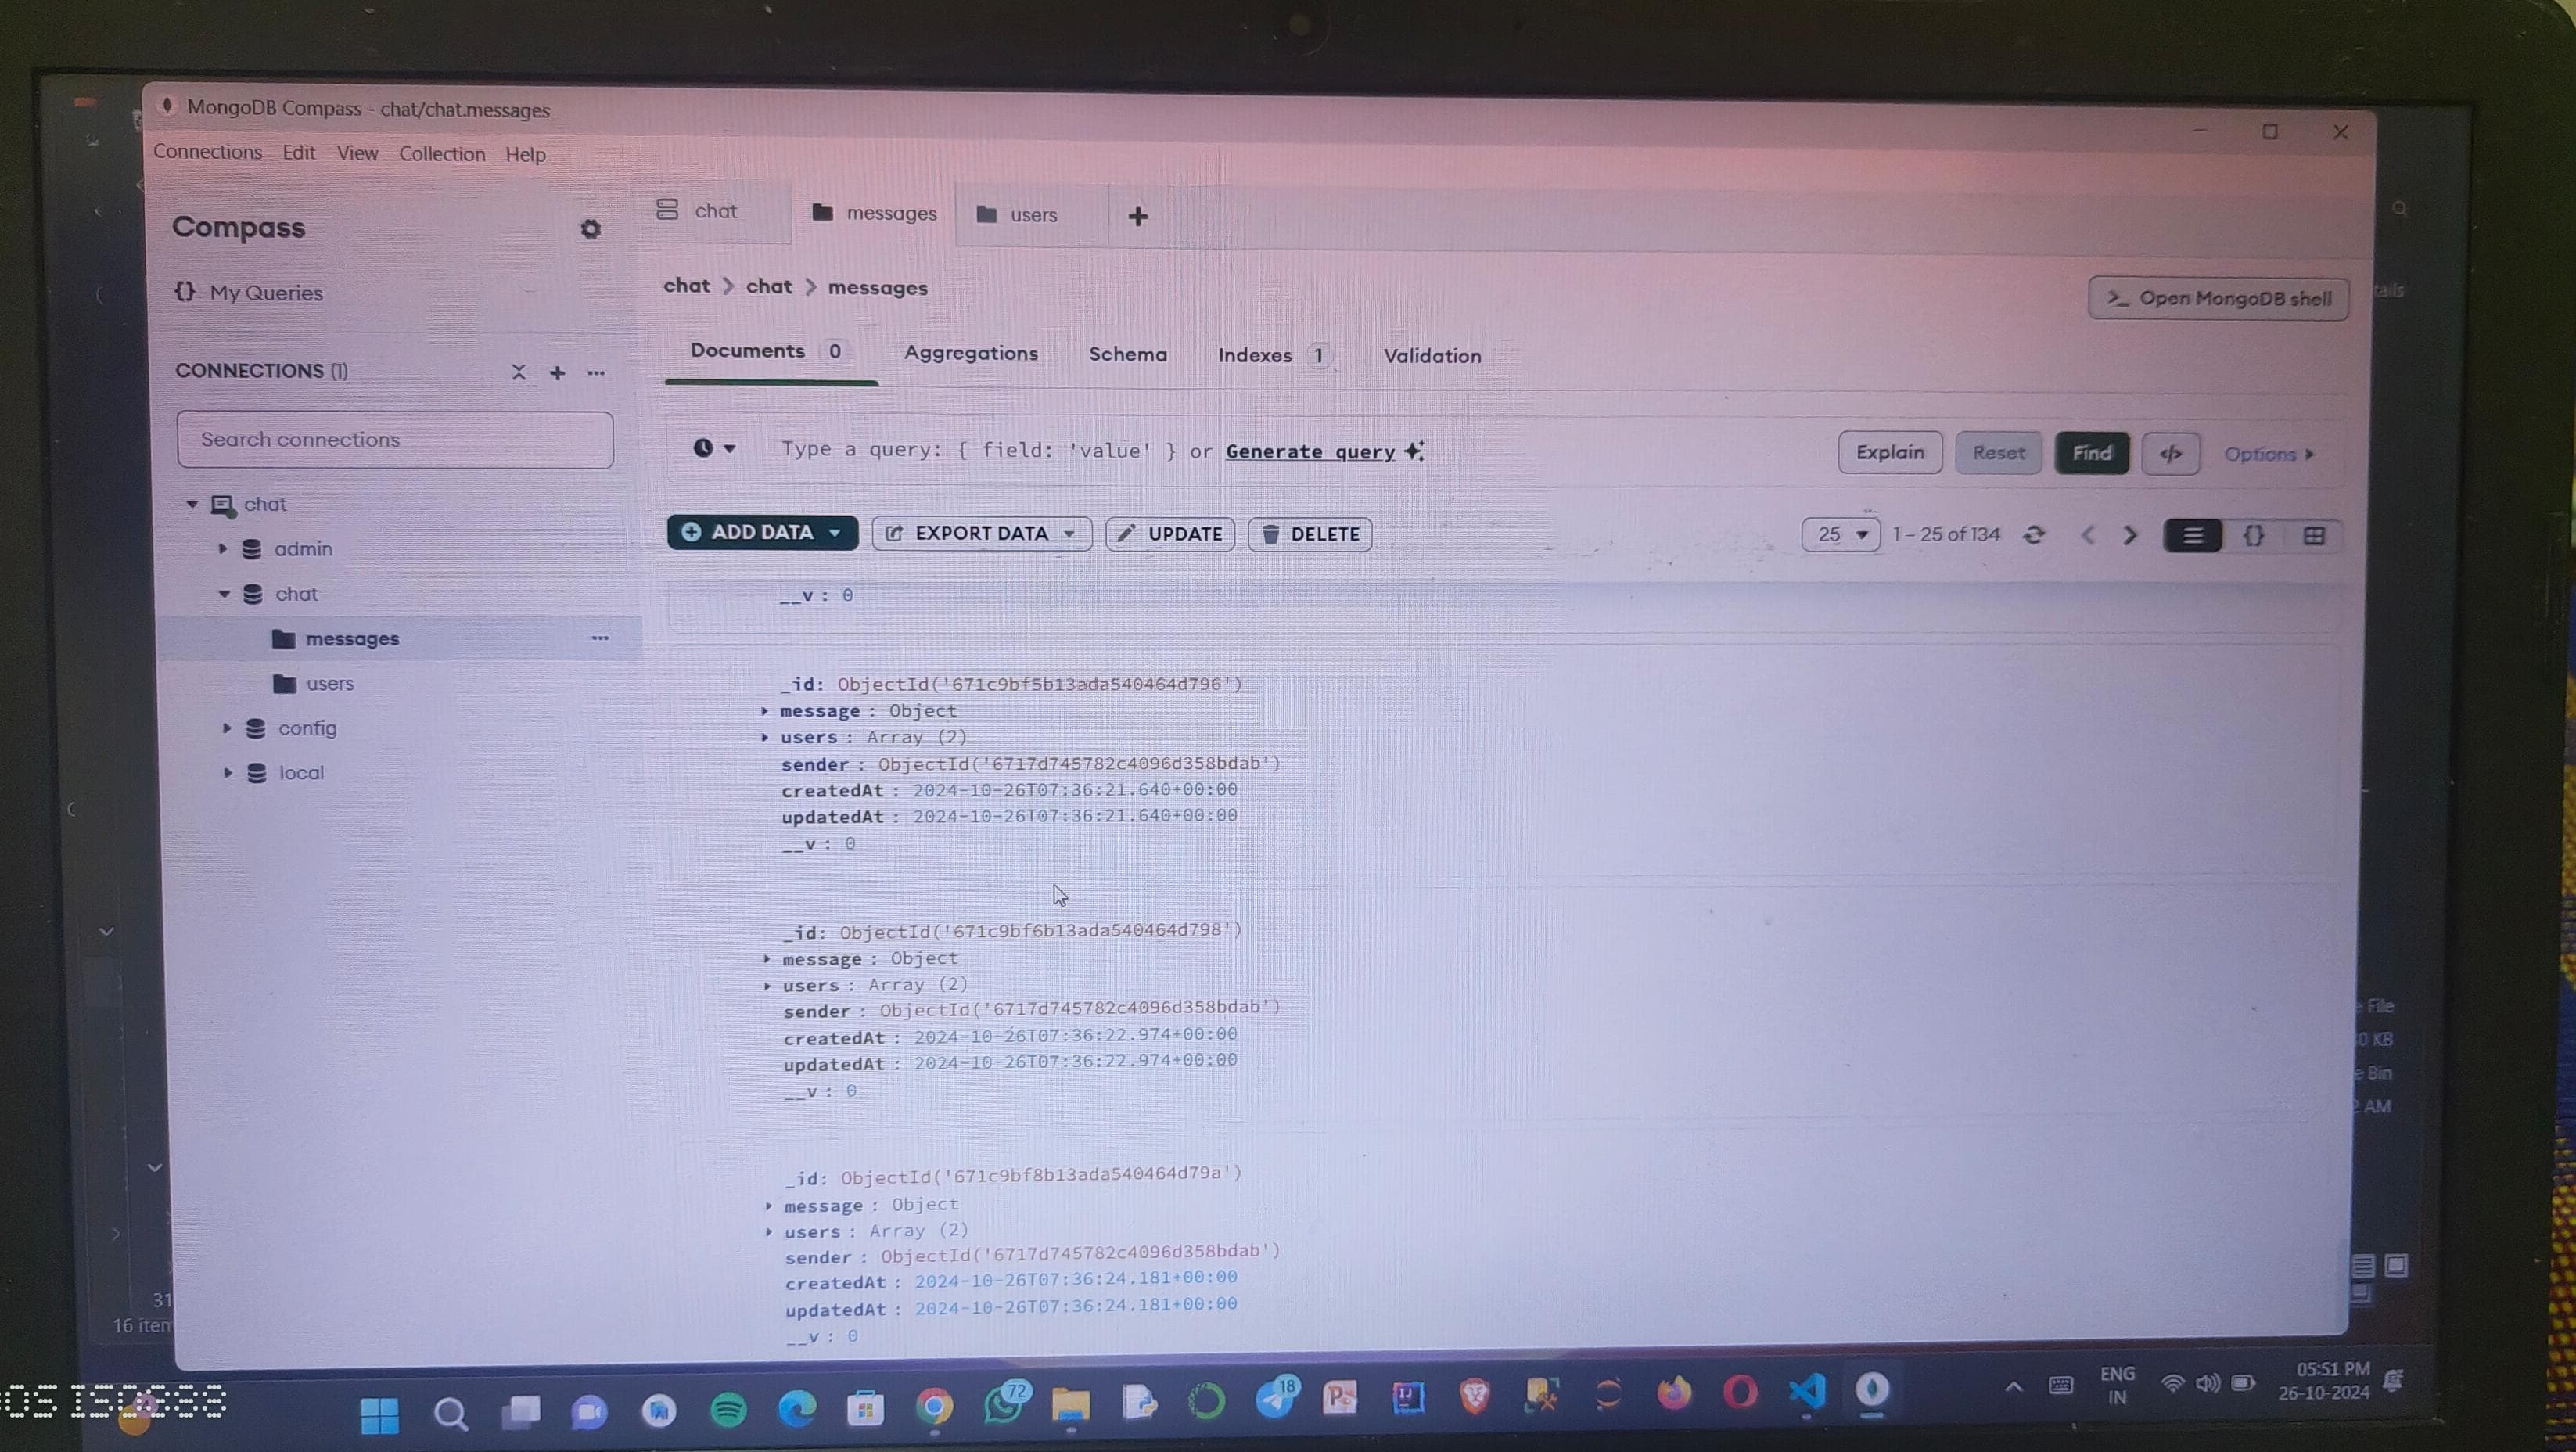 MongoDB Compass - chat/chat.messages
Connections Edit View Collection Help
Compass
{} My Queries
CONNECTIONS (1)
Search connections
chat
admin
chat
messages
users
config
local
chat messages users +
chat > chat > messages
>_ Open MongoDB shell
Documents 0 Aggregations Schema Indexes 1 Validation
Type a query: { field: 'value' } or Generate query
Explain Reset Find </> Options
ADD DATA EXPORT DATA UPDATE DELETE
25 1 – 25 of 134 {}
__v : 0
_id: ObjectId('671c9bf5b13ada540464d796')
message : Object
users : Array (2)
sender : ObjectId('6717d745782c4096d358bdab')
createdAt : 2024-10-26T07:36:21.640+00:00
updatedAt : 2024-10-26T07:36:21.640+00:00
__v : 0
_id: ObjectId('671c9bf6b13ada540464d798')
message : Object
users : Array (2)
sender : ObjectId('6717d745782c4096d358bdab')
createdAt : 2024-10-26T07:36:22.974+00:00
updatedAt : 2024-10-26T07:36:22.974+00:00
__v : 0
_id: ObjectId('671c9bf8b13ada540464d79a')
message : Object
users : Array (2)
sender : ObjectId('6717d745782c4096d358bdab')
createdAt : 2024-10-26T07:36:24.181+00:00
updatedAt : 2024-10-26T07:36:24.181+00:00
__v : 0
tails
e File
0 KB
e Bin
2 AM
31
16 item
72
18
ENG
IN
05:51 PM
26-10-2024